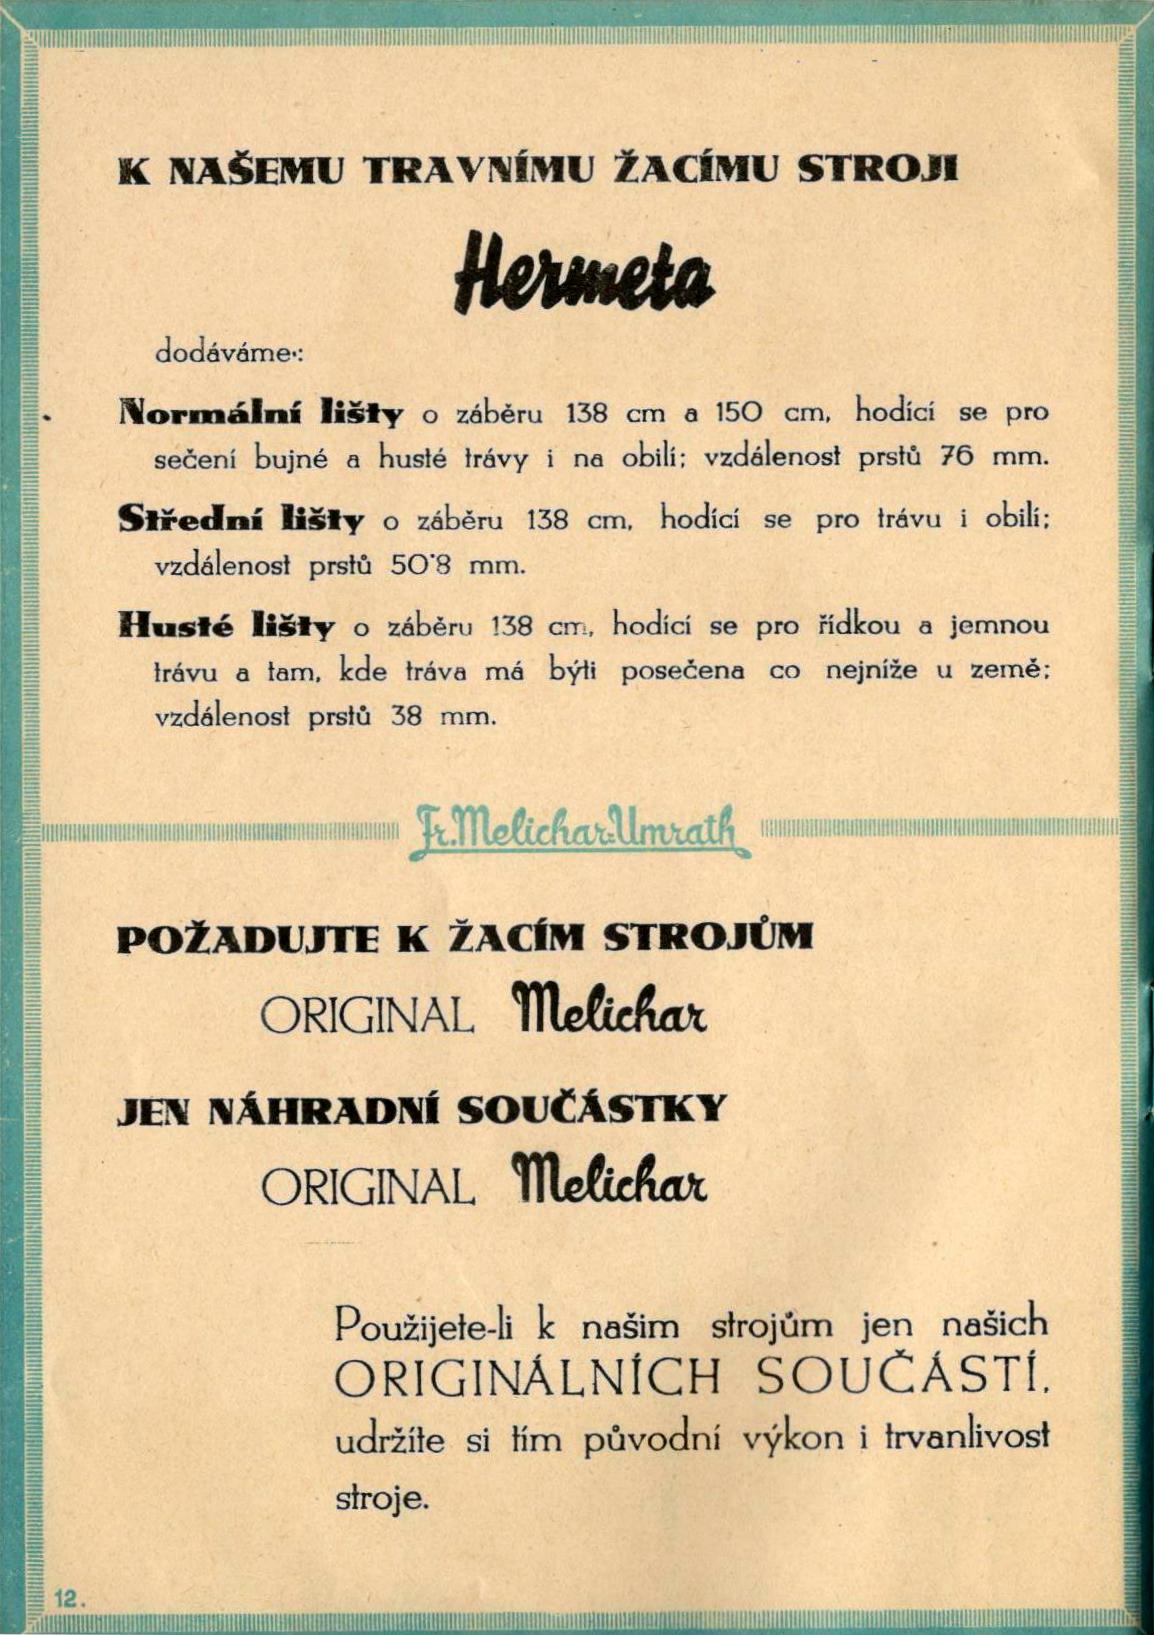 K NAŠEMU TRAVNÍMU ŽACÍMU STROJI
Hermeta
dodáváme:
Normální lišty o záběru 138 cm a 150 cm, hodící se pro
sečení bujné a husté trávy i na obilí; vzdálenost prstů 76 mm.
Střední lišty o záběru 138 cm, hodící se pro trávu i obilí;
vzdálenost prstů 50·8 mm.
Husté lišty o záběru 138 cm, hodící se pro řídkou a jemnou
trávu a tam, kde tráva má býti posečena co nejníže u země;
vzdálenost prstů 38 mm.
Fr. Melichar-Umrath
POŽADUJTE K ŽACÍM STROJŮM
ORIGINAL Melichar
JEN NÁHRADNÍ SOUČÁSTKY
ORIGINAL Melichar
Použijete-li k našim strojům jen našich
ORIGINÁLNÍCH SOUČÁSTÍ,
udržíte si tím původní výkon i trvanlivost
stroje.
12.